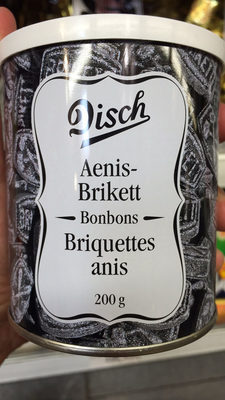 Disch
Aenis-
Brikett
Bonbons
Briquettes
anis
200 g